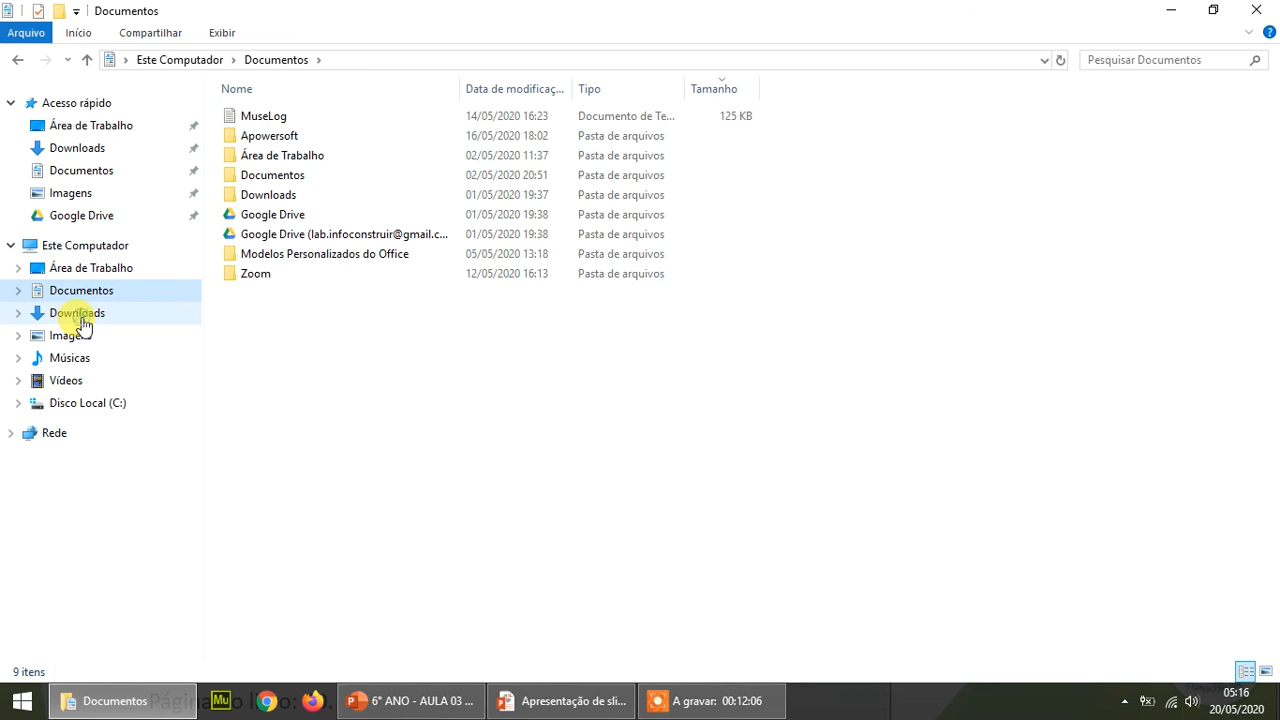 Documentos
Arquivo Início Compartilhar Exibir
Este Computador Documentos Pesquisar Documentos
Nome Data de modificaç... Tipo Tamanho
Acesso rápido
Área de Trabalho
Downloads
Documentos
Imagens
Google Drive
Este Computador
Área de Trabalho
Documentos
Downloads
Músicas
Vídeos
Disco Local (C:)
Rede
MuseLog 14/05/2020 16:23 Documento de Te... 125 KB
Apowersoft 16/05/2020 18:02 Pasta de arquivos
Área de Trabalho 02/05/2020 11:37 Pasta de arquivos
Documentos 02/05/2020 20:51 Pasta de arquivos
Downloads 01/05/2020 19:37 Pasta de arquivos
Google Drive 01/05/2020 19:38 Pasta de arquivos
Google Drive (lab.infoconstruir@gmail.c... 01/05/2020 19:38 Pasta de arquivos
Modelos Personalizados do Office 05/05/2020 13:18 Pasta de arquivos
Zoom 12/05/2020 16:13 Pasta de arquivos
9 itens
Documentos Mu 6° ANO - AULA 03 ... Apresentação de sli... A gravar: 00:12:06
05:16
20/05/2020